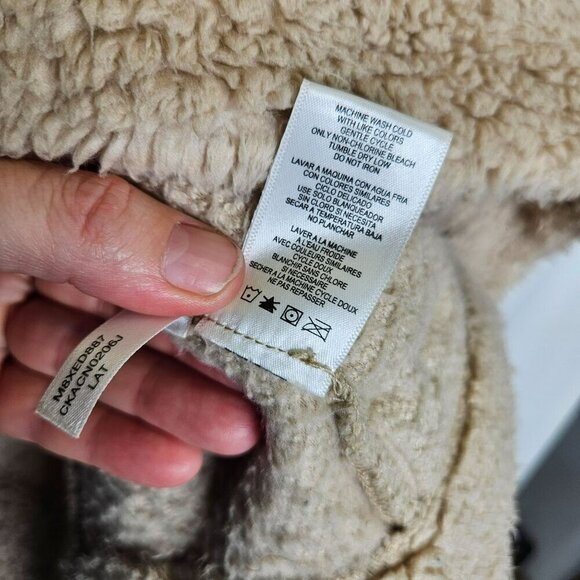 MACHINE WASH COLD
WITH LIKE COLORS
GENTLE CYCLE
ONLY NON-CHLORINE BLEACH
TUMBLE DRY LOW
DO NOT IRON
LAVAR A MAQUINA CON AGUA FRIA
CON COLORES SIMILARES
CICLO DELICADO
USE SOLO BLANQUEADOR
SIN CLORO SI NECESITA
SECAR A TEMPERATURA BAJA
NO PLANCHAR
LAVER A LA MACHINE
A L'EAU FROIDE
AVEC COULEURS SIMILAIRES
CYCLE DOUX
BLANCHIR SANS CHLORE
SI NECESSAIRE
SECHER A LA MACHINE CYCLE DOUX
NE PAS REPASSER
M8XED887
CKACN0206J
LAT